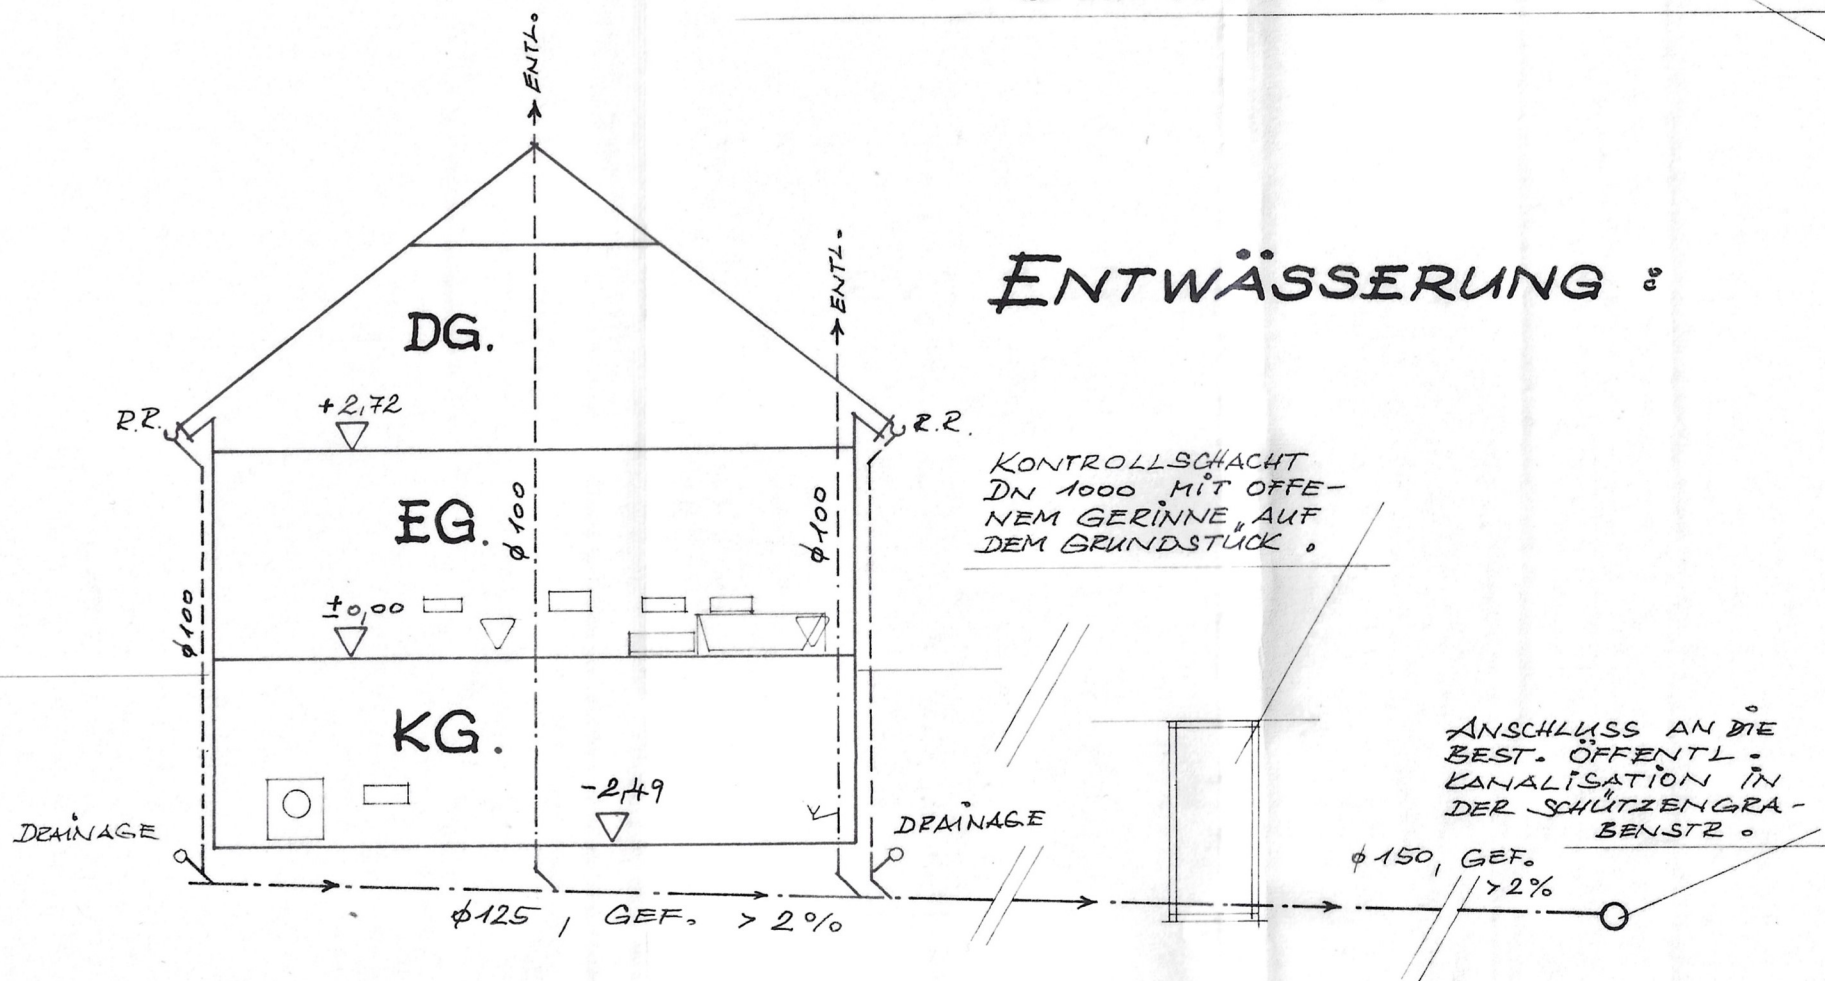 ENTL.
ENTL.
ENTWÄSSERUNG :
DG.
+2,72
R.R.
R.R.
KONTROLLSCHACHT
DN 1000 MIT OFFE-
NEM GERINNE, AUF
DEM GRUNDSTÜCK.
EG.
φ100
φ100
φ100
±0,00
KG.
-2,49
DRAINAGE
DRAINAGE
ANSCHLUSS AN DIE
BEST. ÖFFENTL.
KANALISATION IN
DER SCHÜTZENGRA-
BENSTR.
φ150, GEF.
>2%
φ125, GEF. >2%